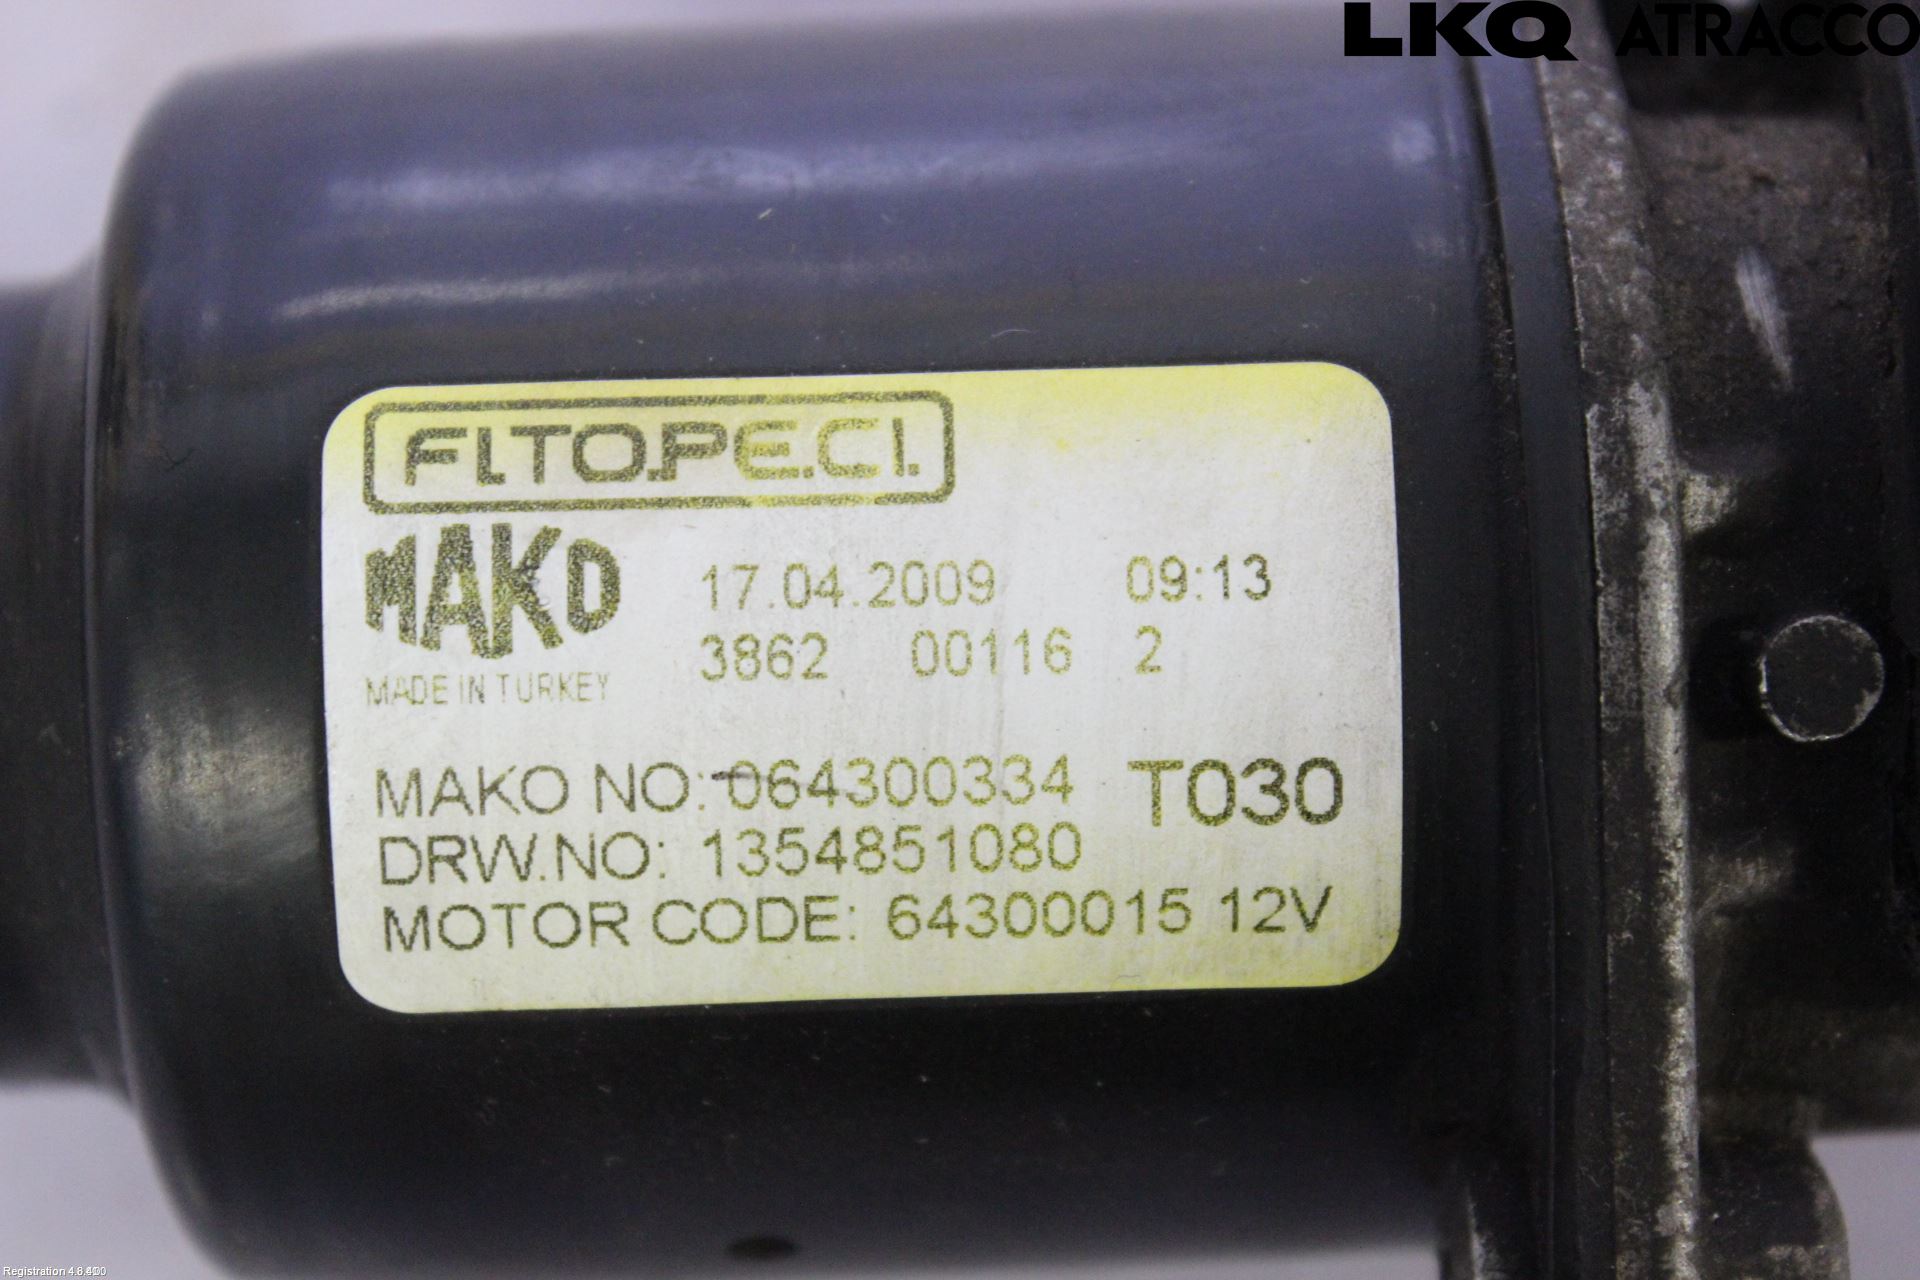 LKQ ATRACCO
FI.TO.PE.C.I.
MAKO
17.04.2009 09:13
3862 00116 2
MADE IN TURKEY
MAKO NO: 064300334 T030
DRW.NO: 1354851080
MOTOR CODE: 64300015 12V